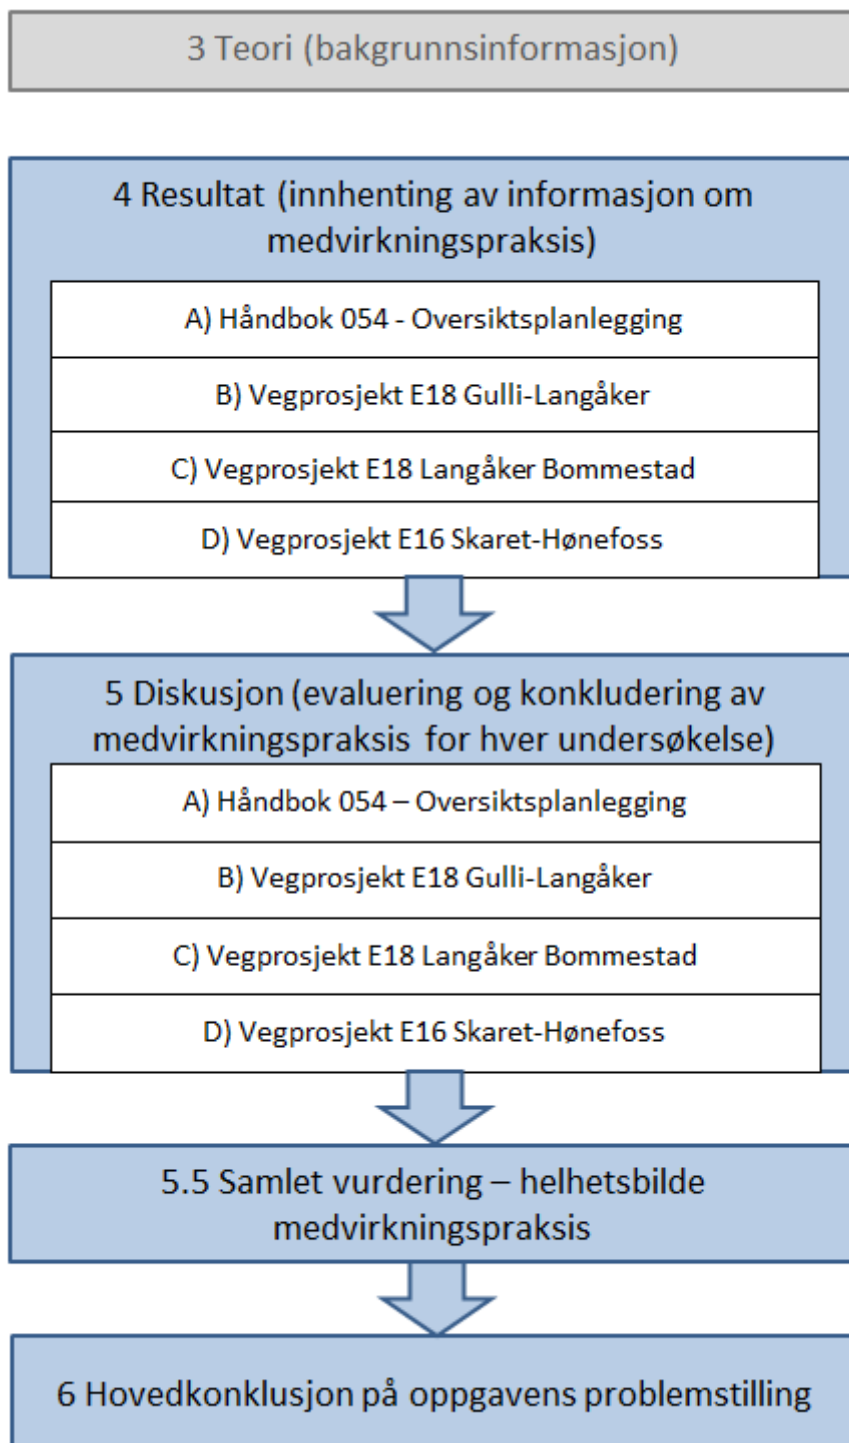 3 Teori (bakgrunnsinformasjon)
4 Resultat (innhenting av informasjon om
medvirkningspraksis)
A) Håndbok 054 - Oversiktsplanlegging
B) Vegprosjekt E18 Gulli-Langåker
C) Vegprosjekt E18 Langåker Bommestad
D) Vegprosjekt E16 Skaret-Hønefoss
5 Diskusjon (evaluering og konkludering av
medvirkningspraksis for hver undersøkelse)
A) Håndbok 054 – Oversiktsplanlegging
B) Vegprosjekt E18 Gulli-Langåker
C) Vegprosjekt E18 Langåker Bommestad
D) Vegprosjekt E16 Skaret-Hønefoss
5.5 Samlet vurdering – helhetsbilde
medvirkningspraksis
6 Hovedkonklusjon på oppgavens problemstilling